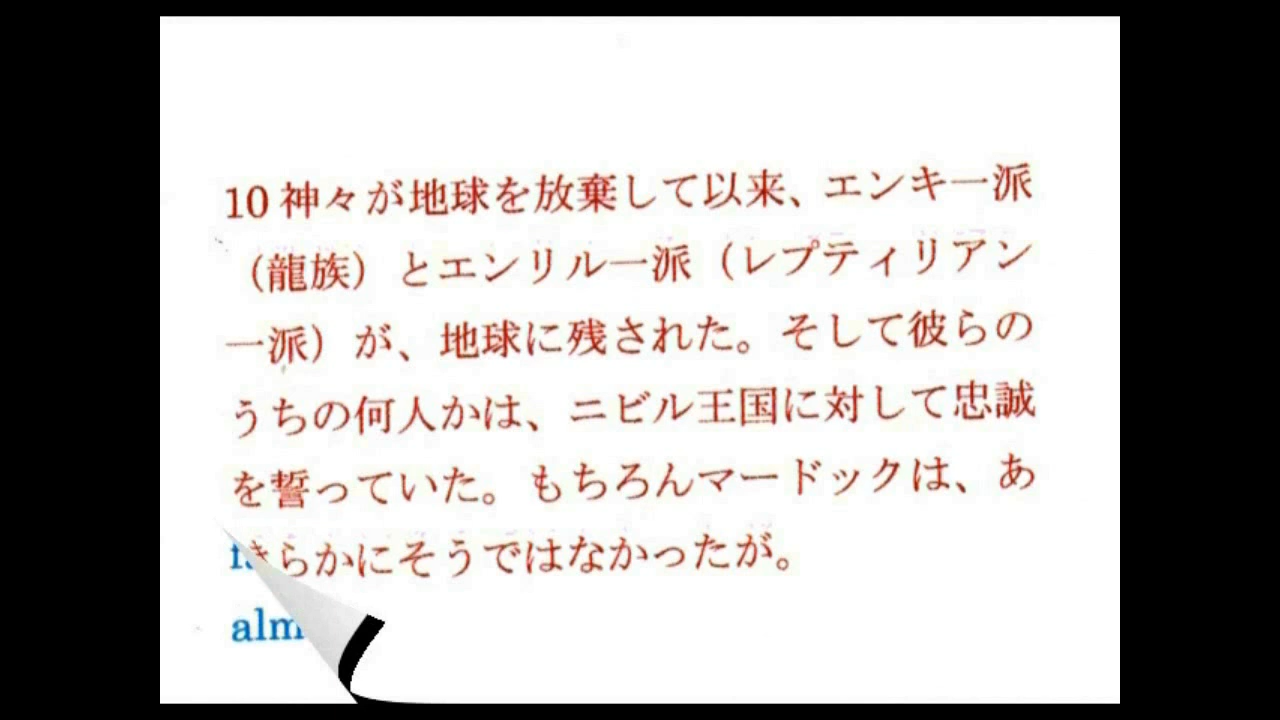 10 神々が地球を放棄して以来、エンキ一派
（龍族）とエンリル一派（レプティリアン
一派）が、地球に残された。そして彼らの
うちの何人かは、ニビル王国に対して忠誠
を誓っていた。もちろんマードックは、あ
きらかにそうではなかったが。
alm